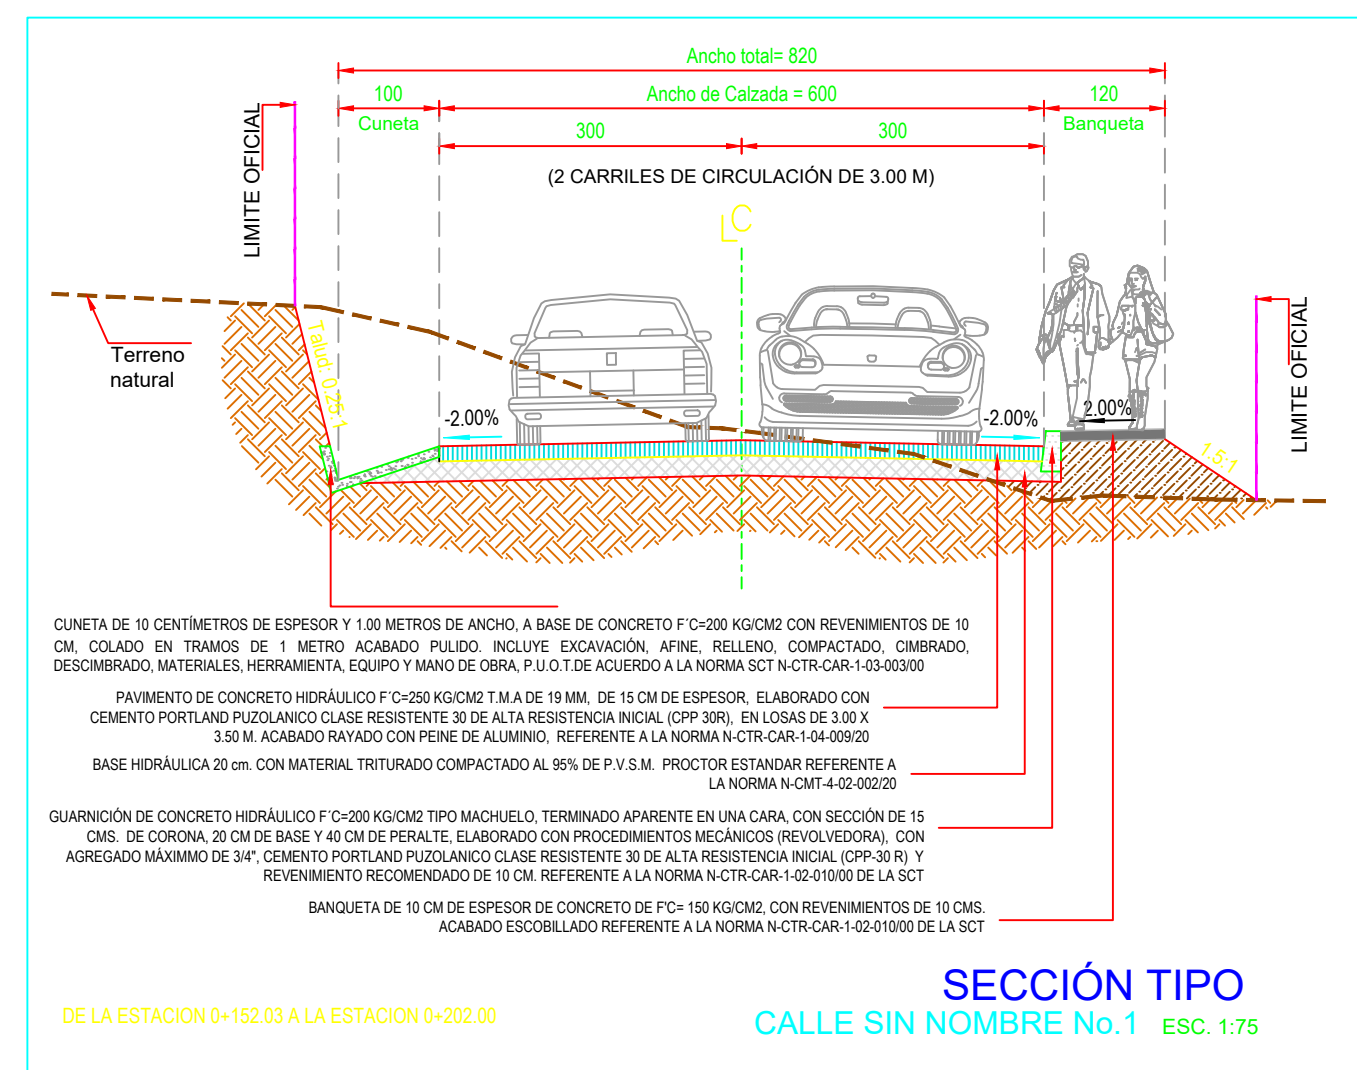 Ancho total= 820
100
Ancho de Calzada = 600
120
Cuneta
Banqueta
300
300
(2 CARRILES DE CIRCULACIÓN DE 3.00 M)
LIMITE OFICIAL
LC
LIMITE OFICIAL
Terreno
natural
Talud: 0.25:1
-2.00%
-2.00%
2.00%
1.5:1
CUNETA DE 10 CENTÍMETROS DE ESPESOR Y 1.00 METROS DE ANCHO, A BASE DE CONCRETO F´C=200 KG/CM2 CON REVENIMIENTOS DE 10
CM, COLADO EN TRAMOS DE 1 METRO ACABADO PULIDO. INCLUYE EXCAVACIÓN, AFINE, RELLENO, COMPACTADO, CIMBRADO,
DESCIMBRADO, MATERIALES, HERRAMIENTA, EQUIPO Y MANO DE OBRA, P.U.O.T.DE ACUERDO A LA NORMA SCT N-CTR-CAR-1-03-003/00
PAVIMENTO DE CONCRETO HIDRÁULICO F´C=250 KG/CM2 T.M.A DE 19 MM, DE 15 CM DE ESPESOR, ELABORADO CON
CEMENTO PORTLAND PUZOLANICO CLASE RESISTENTE 30 DE ALTA RESISTENCIA INICIAL (CPP 30R), EN LOSAS DE 3.00 X
3.50 M. ACABADO RAYADO CON PEINE DE ALUMINIO, REFERENTE A LA NORMA N-CTR-CAR-1-04-009/20
BASE HIDRÁULICA 20 cm. CON MATERIAL TRITURADO COMPACTADO AL 95% DE P.V.S.M. PROCTOR ESTANDAR REFERENTE A
LA NORMA N-CMT-4-02-002/20
GUARNICIÓN DE CONCRETO HIDRÁULICO F´C=200 KG/CM2 TIPO MACHUELO, TERMINADO APARENTE EN UNA CARA, CON SECCIÓN DE 15
CMS. DE CORONA, 20 CM DE BASE Y 40 CM DE PERALTE, ELABORADO CON PROCEDIMIENTOS MECÁNICOS (REVOLVEDORA), CON
AGREGADO MÁXIMMO DE 3/4", CEMENTO PORTLAND PUZOLANICO CLASE RESISTENTE 30 DE ALTA RESISTENCIA INICIAL (CPP-30 R) Y
REVENIMIENTO RECOMENDADO DE 10 CM. REFERENTE A LA NORMA N-CTR-CAR-1-02-010/00 DE LA SCT
BANQUETA DE 10 CM DE ESPESOR DE CONCRETO DE F'C= 150 KG/CM2, CON REVENIMIENTOS DE 10 CMS.
ACABADO ESCOBILLADO REFERENTE A LA NORMA N-CTR-CAR-1-02-010/00 DE LA SCT
SECCIÓN TIPO
DE LA ESTACION 0+152.03 A LA ESTACION 0+202.00
CALLE SIN NOMBRE No.1 ESC. 1:75